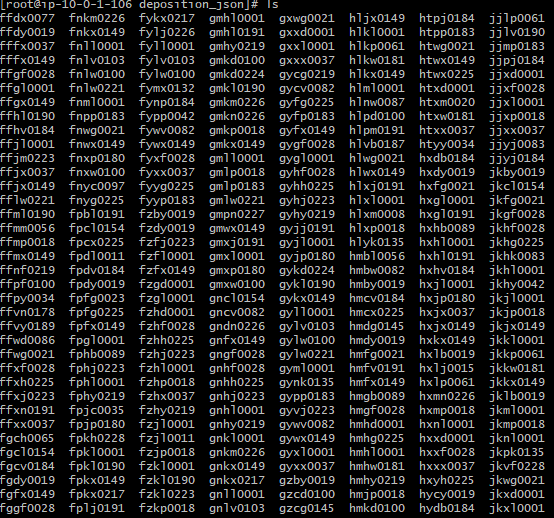 [root@ip-10-0-1-106 deposition_json]# ls
ffdx0077 fnkm0226 fykx0217 gmhl0001 gxwg0021 hljx0149 htpj0184 jjlp0061
ffdy0019 fnkx0149 fylj0226 gmhl0191 gxxd0001 hlkl0001 htpp0183 jjlv0190
fffx0037 fnll0001 fyll0001 gmhy0219 gxxl0001 hlkp0061 htwg0021 jjmp0183
ffgc0019 fnlv0190 fylv0190 gmkd0100 gxxx0037 hlkw0181 htwx0149 jjpj0184
ffgf0028 fnlw0100 fylw0100 gmkd0224 gycg0219 hlkx0149 htwx0225 jjxd0001
ffgl0001 fnlw0221 fymx0132 gmkl0190 gycv0082 hlml0001 htxd0001 jjxf0028
ffgx0149 fnml0001 fynp0184 gmkm0226 gyfg0225 hlnw0087 htxm0020 jjxl0001
ffhl0190 fnpp0183 fypp0042 gmkn0226 gyfp0183 hlpd0100 htxw0181 jjxp0018
ffhv0184 fnwg0021 fywv0082 gmkp0018 gyfx0149 hlpm0191 htxx0037 jjxx0037
ffjl0001 fnwx0149 fywx0149 gmkx0149 gygf0028 hlvb0187 htyy0034 jjyj0083
ffjm0223 fnxp0180 fyxf0028 gmll0001 gygl0001 hlwg0021 hxdb0184 jjyj0184
ffjx0037 fnxw0100 fyxx0037 gmlp0018 gyhf0028 hlwx0149 hxdy0019 jkby0019
ffjx0149 fnyc0097 fyyg0225 gmlp0183 gyhh0225 hlxj0191 hxfg0021 jkcl0154
fflw0221 fnyg0225 fyyp0183 gmlw0221 gyhj0223 hlxl0001 hxgl0001 jkfg0021
ffml0190 fpbl0191 fzby0019 gmpn0227 gyhy0219 hlxm0008 hxgl0191 jkgf0028
ffmm0056 fpcl0154 fzdy0019 gmwx0149 gyjj0191 hlxp0018 hxhb0089 jkhf0028
ffmp0018 fpcx0225 fzfj0223 gmxj0191 gyjl0001 hlyk0135 hxhl0001 jkhg0225
ffmx0149 fpdl0001 fzfl0001 gmxl0001 gyjp0180 hmbl0056 hxhl0191 jkhk0083
ffnf0219 fpdv0184 fzfx0149 gmxp0180 gykd0224 hmbw0082 hxhv0184 jkhl0001
ffpf0100 fpdy0019 fzgd0001 gmxw0100 gykl0190 hmby0019 hxjl0001 jkhy0042
ffpy0034 fpfg0223 fzgl0001 gncl0154 gykx0149 hmcv0184 hxjp0180 jkjl0001
ffvn0178 fpfg0225 fzhd0001 gncv0082 gyll0001 hmcx0225 hxjx0037 jkjp0018
ffvy0189 fpfx0149 fzhf0028 gndn0226 gylv0103 hmdg0145 hxjx0149 jkjx0149
ffwd0086 fpgl0001 fzhl0001 gnfx0149 gylw0100 hmdy0019 hxkx0149 jkkl0001
ffwg0021 fphb0089 fzhj0223 gngf0028 gylw0221 hmfg0021 hxlb0019 jkkp0061
ffxf0028 fphj0223 fzhl0001 gnhf0028 gyml0001 hmfv0191 hxlj0015 jkkw0181
ffxh0225 fphl0001 fzhp0018 gnhh0225 gynk0135 hmfx0149 hxlp0061 jkkx0149
ffxj0223 fphy0219 fzhx0037 gnhj0223 gypp0183 hmgb0089 hxmn0226 jklb0019
ffxn0191 fpjc0035 fzhy0219 gnhl0001 gyvj0223 hmgf0028 hxmp0018 jkml0001
ffxx0037 fpjp0180 fzjl0001 gnhy0219 gywv0082 hmhd0001 hxnl0001 jkmp0018
fgch0065 fpkh0228 fzjl0011 gnkl0001 gywx0149 hmhg0225 hxxd0001 jknl0001
fgcl0154 fpkl0001 fzjp0018 gnkm0226 gyxl0001 hmhl0001 hxxf0028 jkpk0135
fgcv0184 fpkl0190 fzkl0001 gnkx0149 gyxx0037 hmhw0181 hxxx0037 jkvf0228
fgdy0019 fpkx0149 fzkl0190 gnkx0217 gzby0019 hmhy0219 hxyh0225 jkwg0021
fgfx0149 fpkx0217 fzkl0223 gnll0001 gzcd0100 hmjp0018 hycy0019 jkxd0001
fggf0028 fplj0191 fzkp0018 gnlv0103 gzcg0145 hmkd0100 hydb0184 jkxl0001